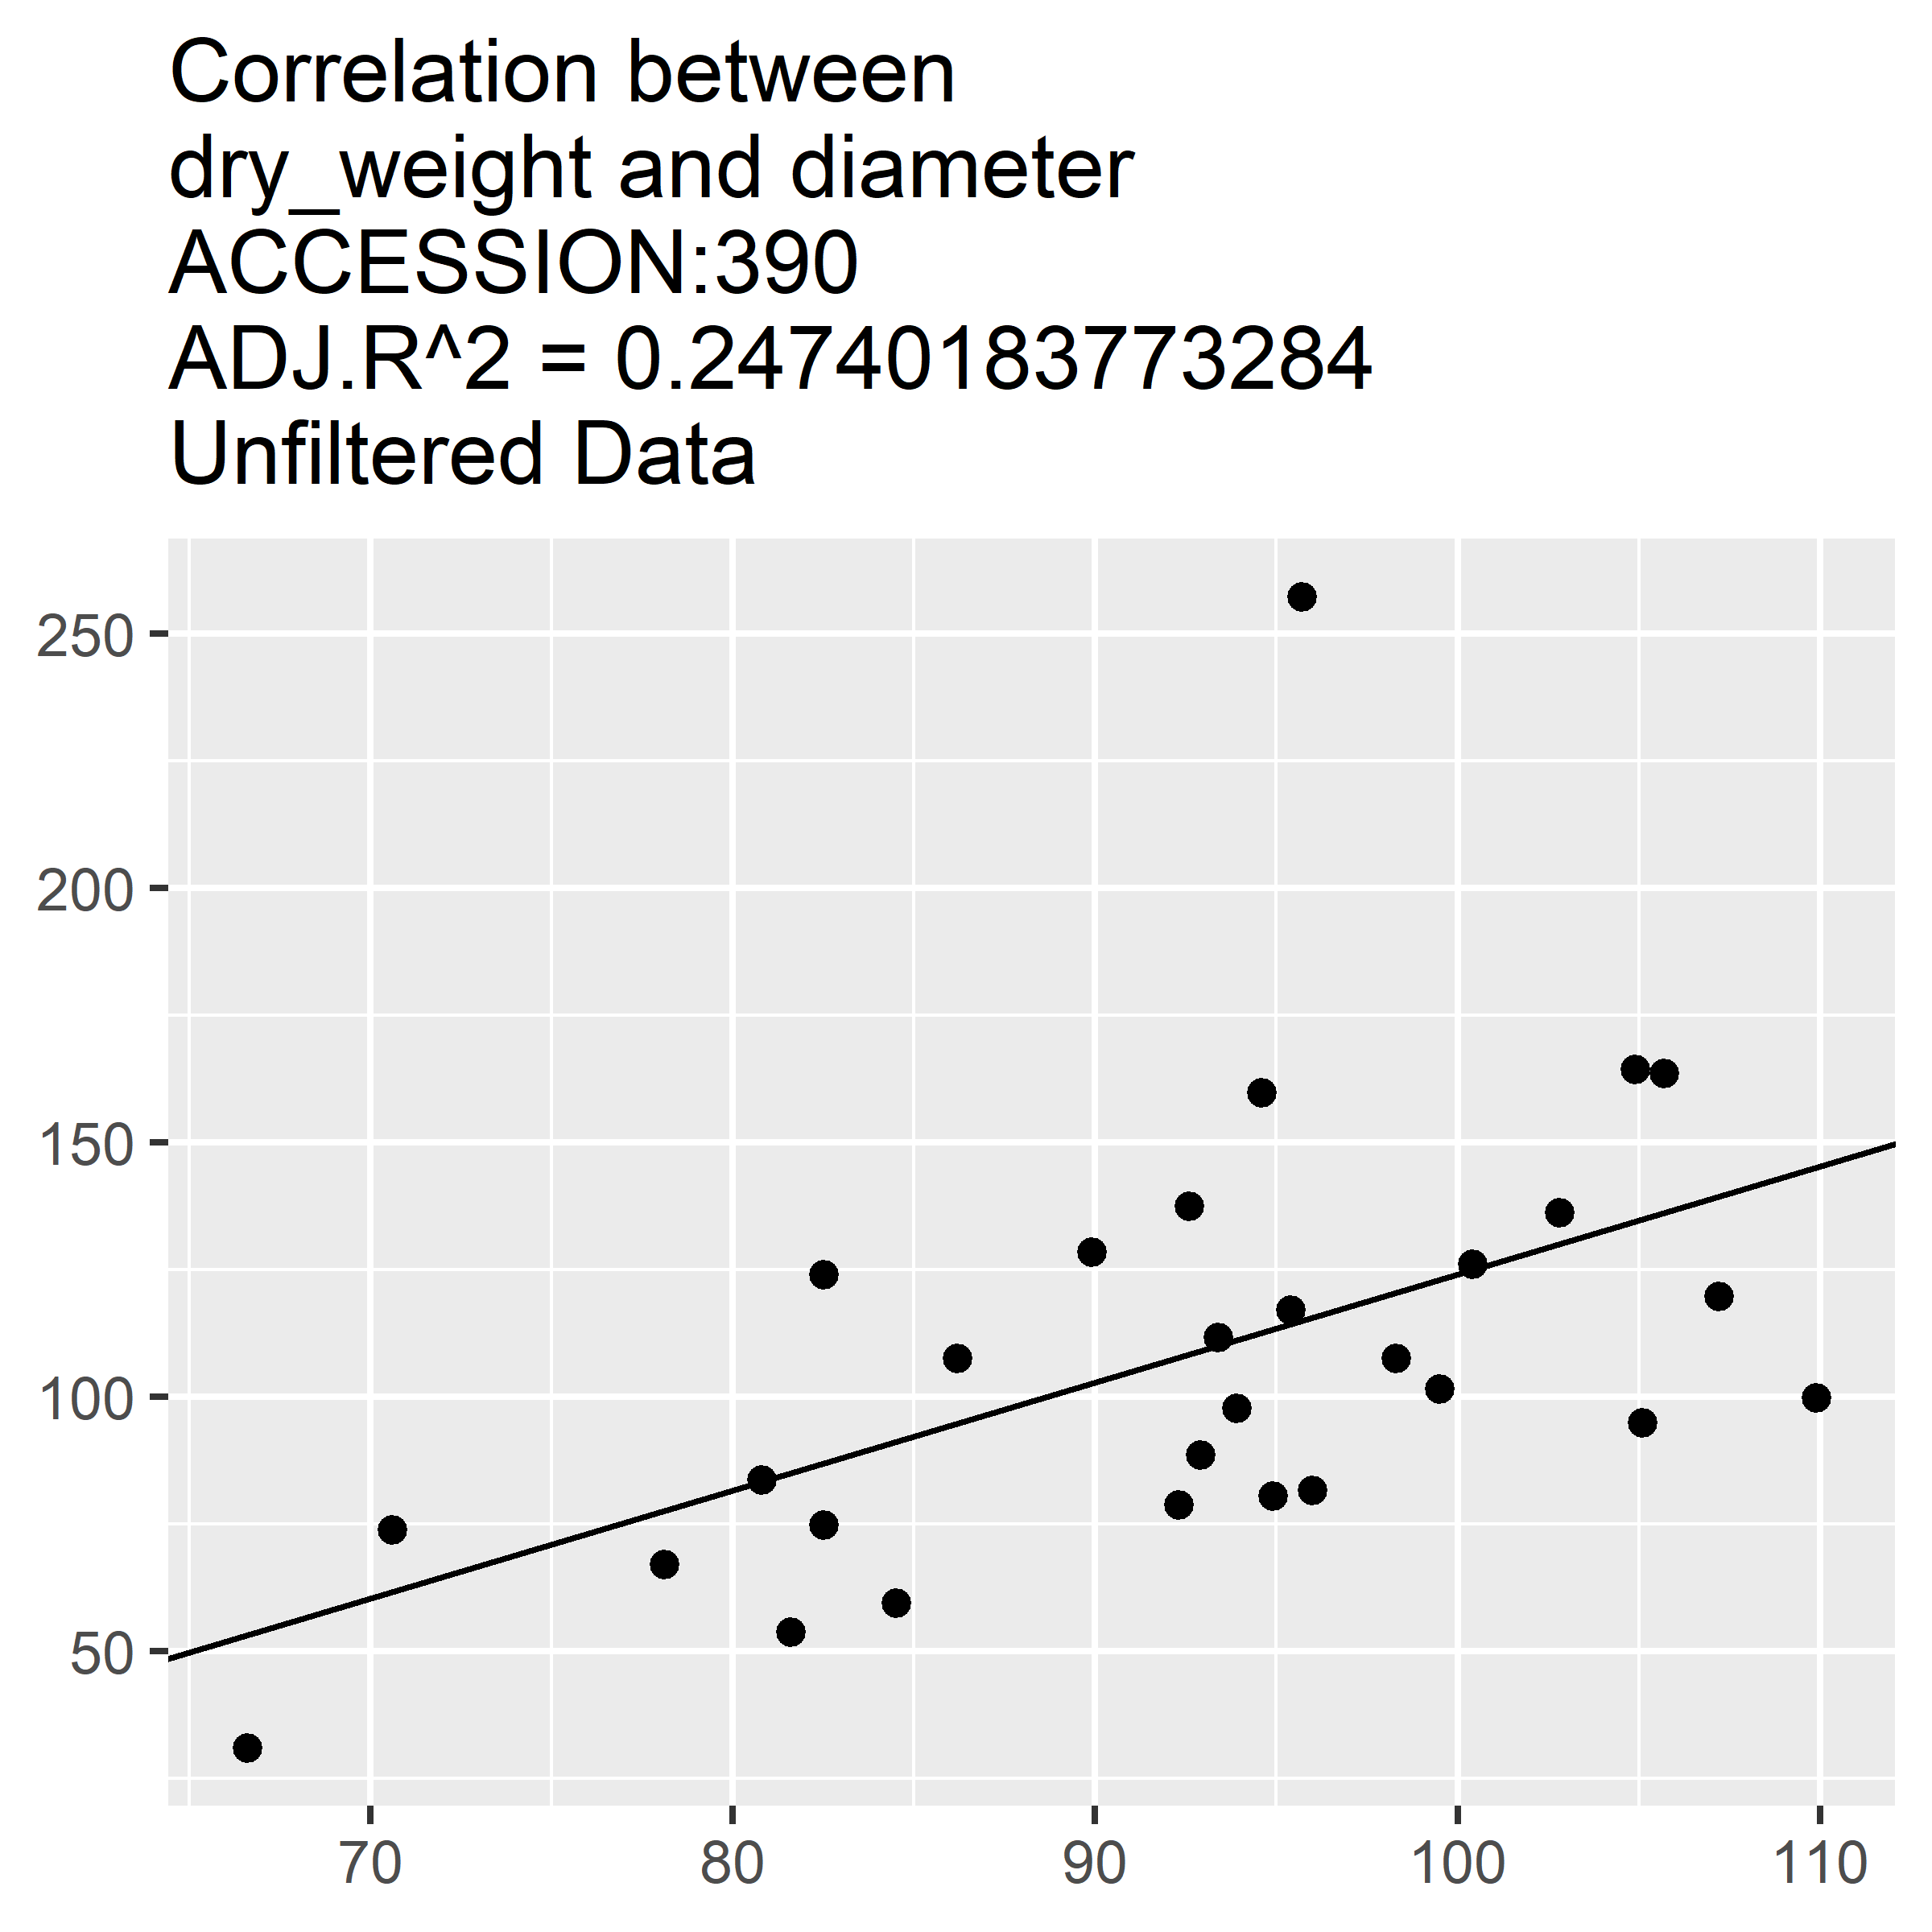 Correlation between
dry_weight and diameter
ACCESSION:390
ADJ.R^2 = 0.24740183773284
Unfiltered Data
250
200
150
100
50
70 80 90 100 110